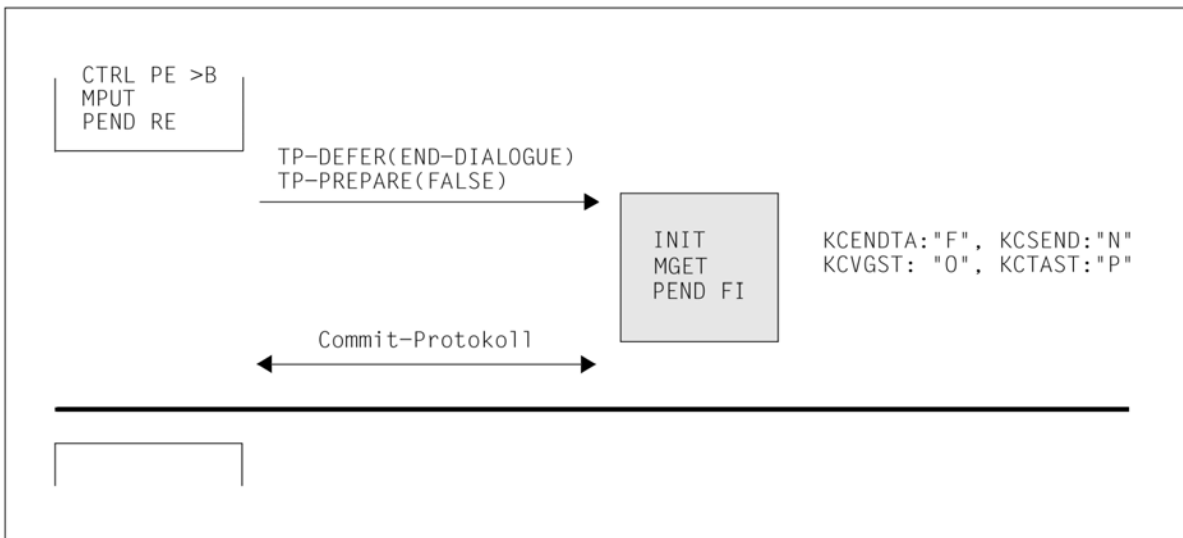 CTRL PE >B
MPUT
PEND RE
TP-DEFER(END-DIALOGUE)
TP-PREPARE(FALSE)
INIT
MGET
PEND FI
KCENDTA:"F", KCSEND:"N"
KCVGST: "O", KCTAST:"P"
Commit-Protokoll